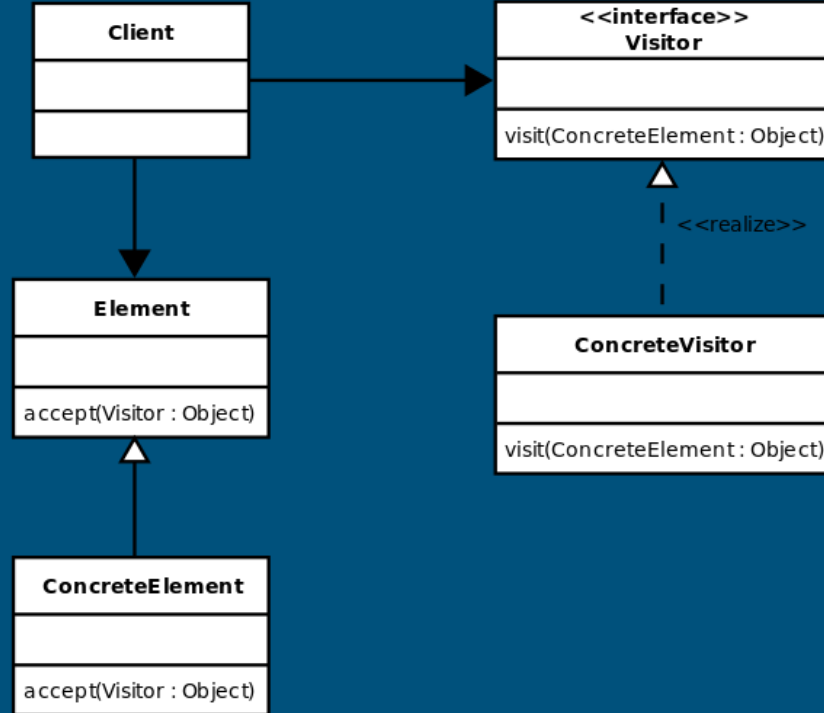 Client
<<interface>>
Visitor
visit(ConcreteElement : Object)
<<realize>>
Element
accept(Visitor : Object)
ConcreteVisitor
visit(ConcreteElement : Object)
ConcreteElement
accept(Visitor : Object)